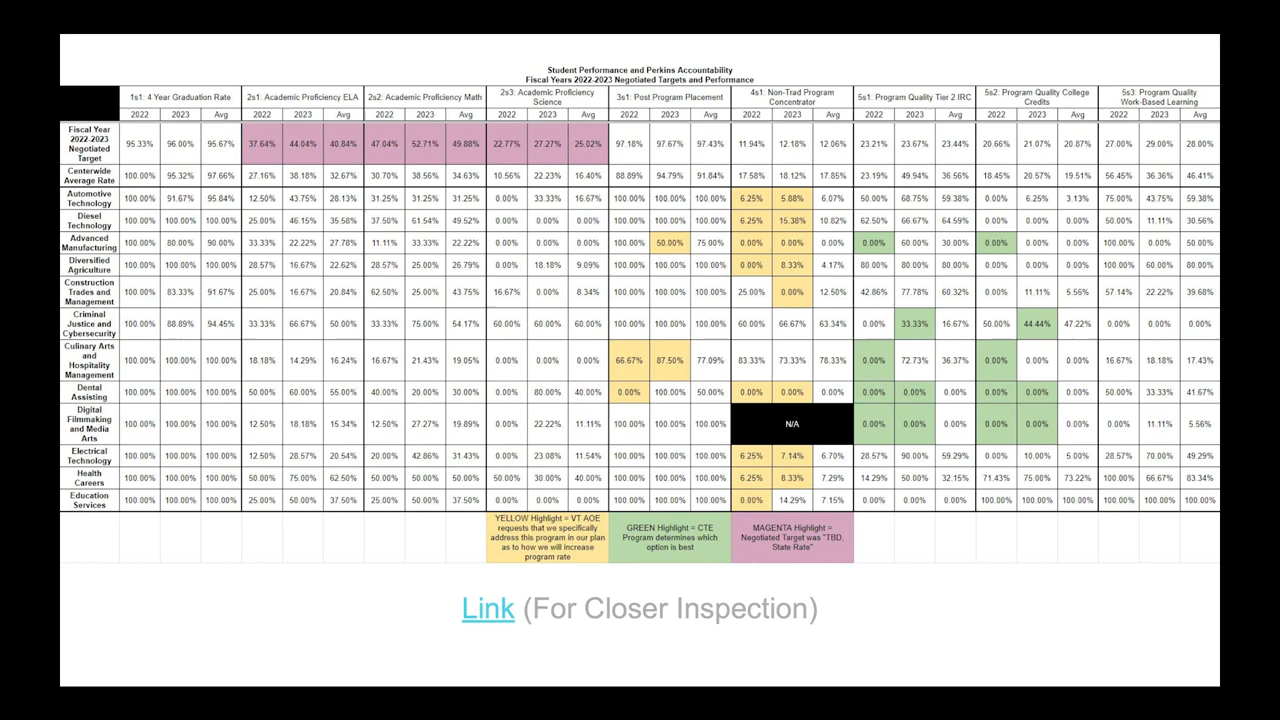 Student Performance and Perkins Accountability
Fiscal Years 2022-2023 Negotiated Targets and Performance
1s1: 4 Year Graduation Rate 2s1: Academic Proficiency ELA 2s2: Academic Proficiency Math 2s3: Academic Proficiency Science 3s1: Post Program Placement 4s1: Non-Trad Program Concentrator 5s1: Program Quality Tier 2 IRC 5s2: Program Quality College Credits 5s3: Program Quality Work-Based Learning
2022 2023 Avg 2022 2023 Avg 2022 2023 Avg 2022 2023 Avg 2022 2023 Avg 2022 2023 Avg 2022 2023 Avg 2022 2023 Avg 2022 2023 Avg
Fiscal Year 2022-2023 Negotiated Target 95.33% 96.00% 95.67% 37.64% 44.04% 40.84% 47.04% 52.71% 49.88% 22.77% 27.27% 25.02% 97.18% 97.67% 97.43% 11.94% 12.18% 12.06% 23.21% 23.67% 23.44% 20.66% 21.07% 20.87% 27.00% 29.00% 28.00%
Centerwide Average Rate 100.00% 95.32% 97.66% 27.16% 38.18% 32.67% 30.70% 38.56% 34.63% 10.56% 22.23% 16.40% 88.89% 94.79% 91.84% 17.58% 18.12% 17.85% 23.19% 49.94% 36.56% 18.45% 20.57% 19.51% 56.45% 36.36% 46.41%
Automotive Technology 100.00% 91.67% 95.84% 12.50% 43.75% 28.13% 31.25% 31.25% 31.25% 0.00% 33.33% 16.67% 100.00% 100.00% 100.00% 6.25% 5.88% 6.07% 50.00% 68.75% 59.38% 0.00% 6.25% 3.13% 75.00% 43.75% 59.38%
Diesel Technology 100.00% 100.00% 100.00% 25.00% 46.15% 35.58% 37.50% 61.54% 49.52% 0.00% 0.00% 0.00% 100.00% 100.00% 100.00% 6.25% 15.38% 10.82% 62.50% 66.67% 64.59% 0.00% 0.00% 0.00% 50.00% 11.11% 30.56%
Advanced Manufacturing 100.00% 80.00% 90.00% 33.33% 22.22% 27.78% 11.11% 33.33% 22.22% 0.00% 0.00% 0.00% 100.00% 50.00% 75.00% 0.00% 0.00% 0.00% 0.00% 60.00% 30.00% 0.00% 0.00% 0.00% 100.00% 0.00% 50.00%
Diversified Agriculture 100.00% 100.00% 100.00% 28.57% 16.67% 22.62% 28.57% 25.00% 26.79% 0.00% 18.18% 9.09% 100.00% 100.00% 100.00% 0.00% 8.33% 4.17% 80.00% 80.00% 80.00% 0.00% 0.00% 0.00% 100.00% 60.00% 80.00%
Construction Trades and Management 100.00% 83.33% 91.67% 25.00% 16.67% 20.84% 62.50% 25.00% 43.75% 16.67% 0.00% 8.34% 100.00% 100.00% 100.00% 25.00% 0.00% 12.50% 42.86% 77.78% 60.32% 0.00% 11.11% 5.56% 57.14% 22.22% 39.68%
Criminal Justice and Cybersecurity 100.00% 88.89% 94.45% 33.33% 66.67% 50.00% 33.33% 75.00% 54.17% 60.00% 60.00% 60.00% 100.00% 100.00% 100.00% 60.00% 66.67% 63.34% 0.00% 33.33% 16.67% 50.00% 44.44% 47.22% 0.00% 0.00% 0.00%
Culinary Arts and Hospitality Management 100.00% 100.00% 100.00% 18.18% 14.29% 16.24% 16.67% 21.43% 19.05% 0.00% 0.00% 0.00% 66.67% 87.50% 77.09% 83.33% 73.33% 78.33% 0.00% 72.73% 36.37% 0.00% 0.00% 0.00% 16.67% 18.18% 17.43%
Dental Assisting 100.00% 100.00% 100.00% 50.00% 60.00% 55.00% 40.00% 20.00% 30.00% 0.00% 80.00% 40.00% 0.00% 100.00% 50.00% 0.00% 0.00% 0.00% 0.00% 0.00% 0.00% 0.00% 0.00% 0.00% 50.00% 33.33% 41.67%
Digital Filmmaking and Media Arts 100.00% 100.00% 100.00% 12.50% 18.18% 15.34% 12.50% 27.27% 19.89% 0.00% 22.22% 11.11% 100.00% 100.00% 100.00% N/A 0.00% 0.00% 0.00% 0.00% 0.00% 0.00% 0.00% 11.11% 5.56%
Electrical Technology 100.00% 100.00% 100.00% 12.50% 28.57% 20.54% 20.00% 42.86% 31.43% 0.00% 23.08% 11.54% 100.00% 100.00% 100.00% 6.25% 7.14% 6.70% 28.57% 90.00% 59.29% 0.00% 10.00% 5.00% 28.57% 70.00% 49.29%
Health Careers 100.00% 100.00% 100.00% 50.00% 75.00% 62.50% 50.00% 50.00% 50.00% 50.00% 30.00% 40.00% 100.00% 100.00% 100.00% 6.25% 8.33% 7.29% 14.29% 50.00% 32.15% 71.43% 75.00% 73.22% 100.00% 66.67% 83.34%
Education Services 100.00% 100.00% 100.00% 25.00% 50.00% 37.50% 25.00% 50.00% 37.50% 0.00% 0.00% 0.00% 100.00% 100.00% 100.00% 0.00% 14.29% 7.15% 0.00% 0.00% 0.00% 100.00% 100.00% 100.00% 100.00% 100.00% 100.00%
YELLOW Highlight = VT AOE requests that we specifically address this program in our plan as to how we will increase program rate
GREEN Highlight = CTE Program determines which option is best
MAGENTA Highlight = Negotiated Target was "TBD, State Rate"
Link (For Closer Inspection)